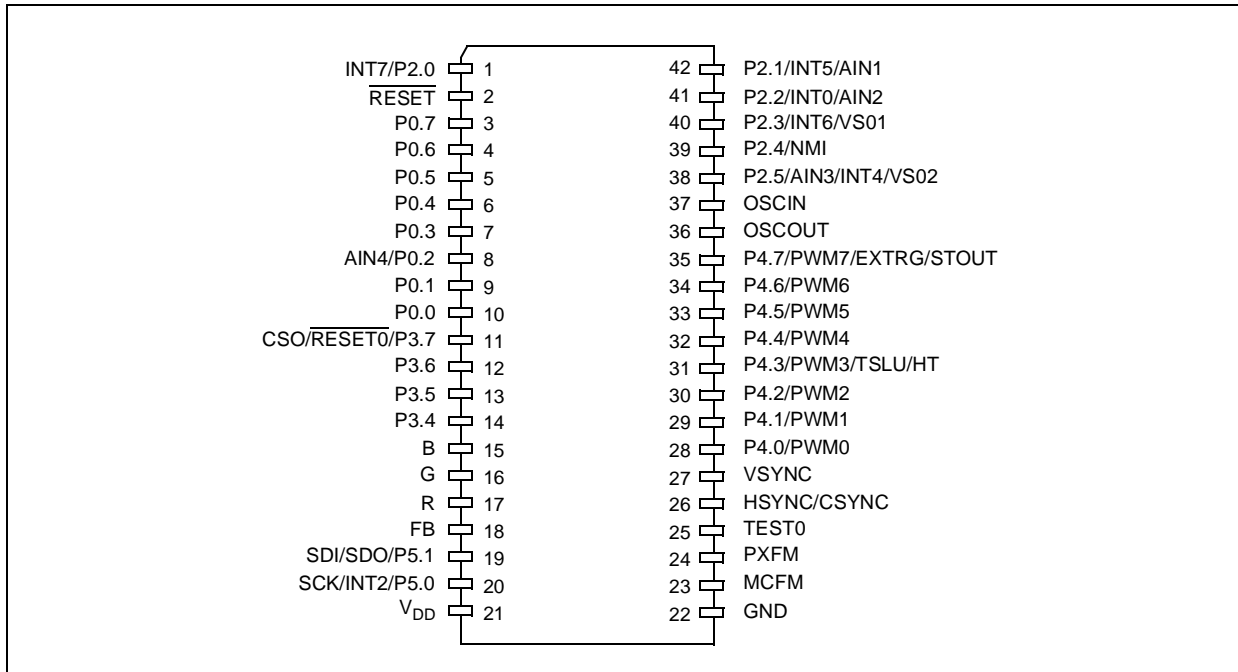 INT7/P2.0 1 42 P2.1/INT5/AIN1
RESET 2 41 P2.2/INT0/AIN2
P0.7 3 40 P2.3/INT6/VS01
P0.6 4 39 P2.4/NMI
P0.5 5 38 P2.5/AIN3/INT4/VS02
P0.4 6 37 OSCIN
P0.3 7 36 OSCOUT
AIN4/P0.2 8 35 P4.7/PWM7/EXTRG/STOUT
P0.1 9 34 P4.6/PWM6
P0.0 10 33 P4.5/PWM5
CSO/RESET0/P3.7 11 32 P4.4/PWM4
P3.6 12 31 P4.3/PWM3/TSLU/HT
P3.5 13 30 P4.2/PWM2
P3.4 14 29 P4.1/PWM1
B 15 28 P4.0/PWM0
G 16 27 VSYNC
R 17 26 HSYNC/CSYNC
FB 18 25 TEST0
SDI/SDO/P5.1 19 24 PXFM
SCK/INT2/P5.0 20 23 MCFM
VDD 21 22 GND